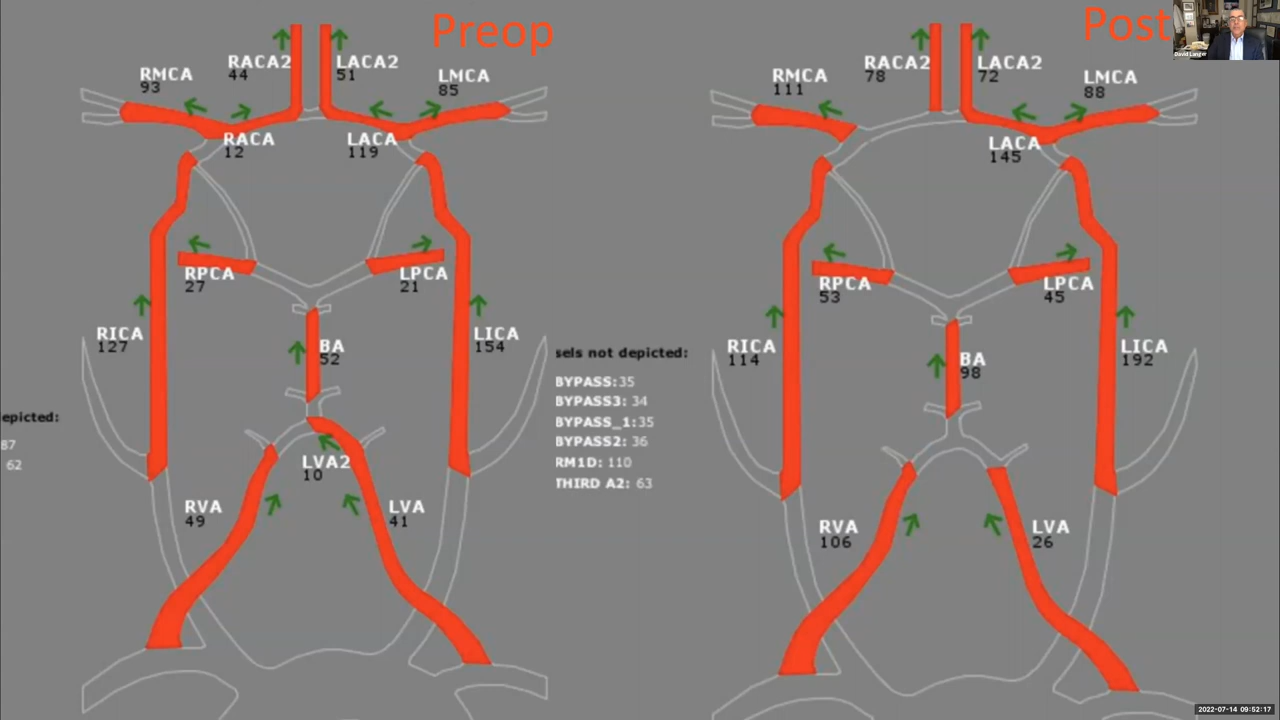 Preop
RACA2
44
LACA2
51
RMCA
93
LMCA
85
RACA
12
LACA
119
RPCA
27
LPCA
21
RICA
127
LICA
154
BA
52
LVA2
10
RVA
49
LVA
41
epicted:
87
62
sels not depicted:
BYPASS:35
BYPASS3: 34
BYPASS_1:35
BYPASS2: 36
RM1D: 110
THIRD A2: 63
Post
RACA2
78
LACA2
72
RMCA
111
LMCA
88
LACA
145
RPCA
53
LPCA
45
RICA
114
LICA
192
BA
98
RVA
106
LVA
26
David Langer
2022-07-14 09:52:17